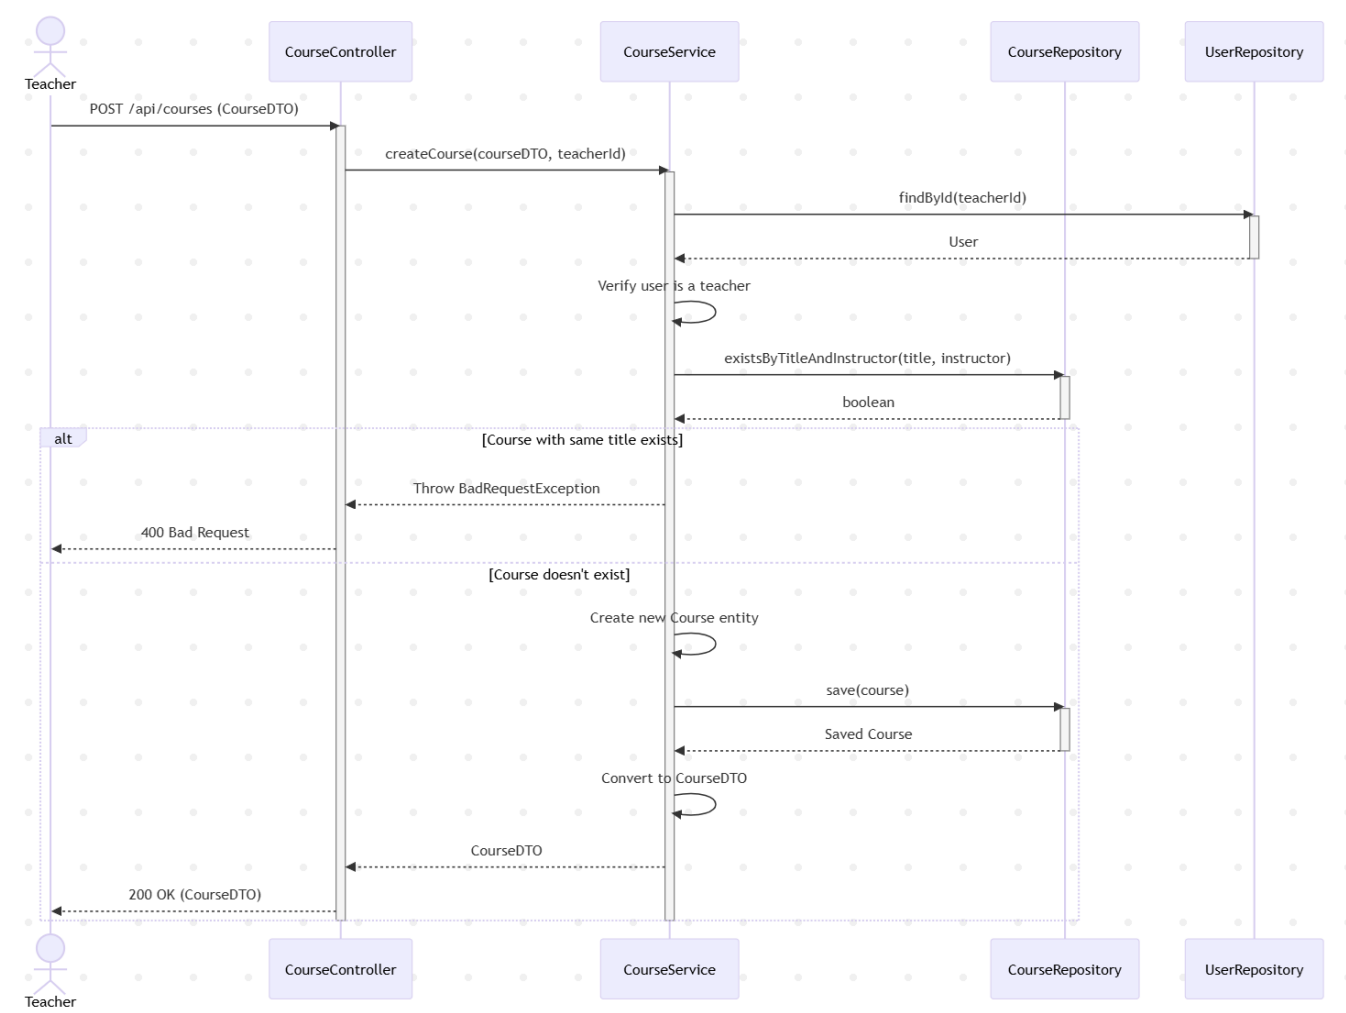 CourseController
CourseService
CourseRepository
UserRepository
Teacher
POST /api/courses (CourseDTO)
createCourse(courseDTO, teacherId)
findById(teacherId)
User
Verify user is a teacher
existsByTitleAndInstructor(title, instructor)
boolean
alt
[Course with same title exists]
Throw BadRequestException
400 Bad Request
[Course doesn't exist]
Create new Course entity
save(course)
Saved Course
Convert to CourseDTO
CourseDTO
200 OK (CourseDTO)
CourseController
CourseService
CourseRepository
UserRepository
Teacher